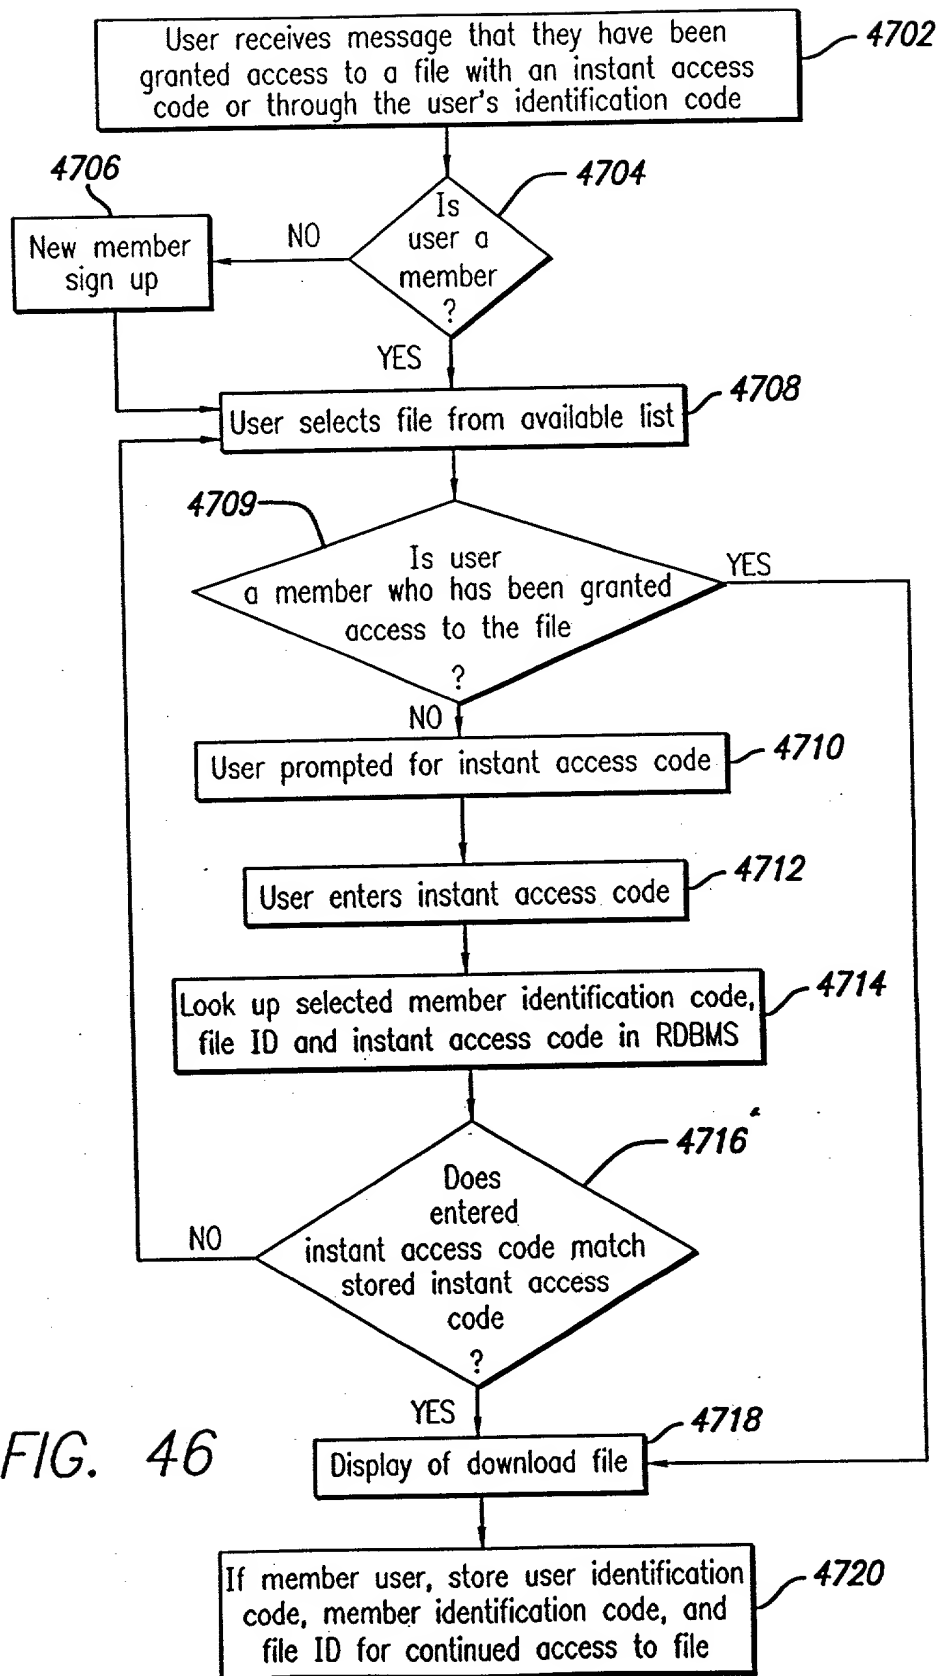 User receives message that they have been
granted access to a file with an instant access
code or through the user's identification code
4702
4706
4704
Is
user a
member
?
NO
New member
sign up
YES
4708
User selects file from available list
4709
Is user
a member who has been granted
access to the file
?
YES
NO
4710
User prompted for instant access code
4712
User enters instant access code
4714
Look up selected member identification code,
file ID and instant access code in RDBMS
4716
Does
entered
instant access code match
stored instant access
code
?
NO
YES
4718
Display of download file
FIG. 46
4720
If member user, store user identification
code, member identification code, and
file ID for continued access to file